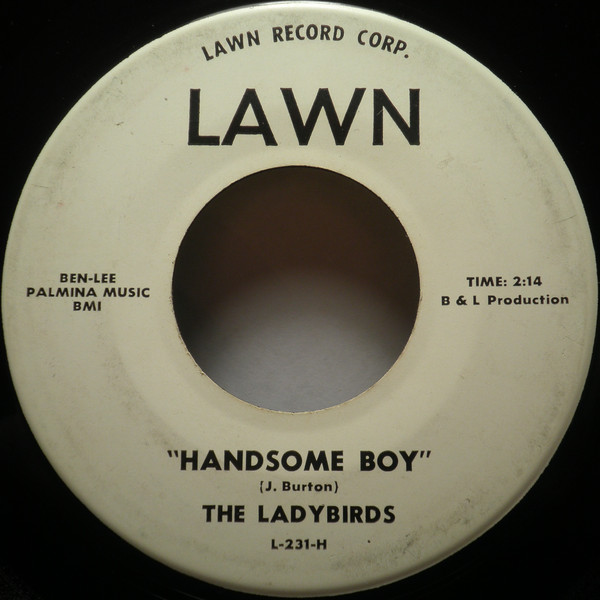 LAWN RECORD CORP.
LAWN
BEN-LEE
PALMINA MUSIC
BMI
TIME: 2:14
B & L Production
"HANDSOME BOY"
(J. Burton)
THE LADYBIRDS
L-231-H